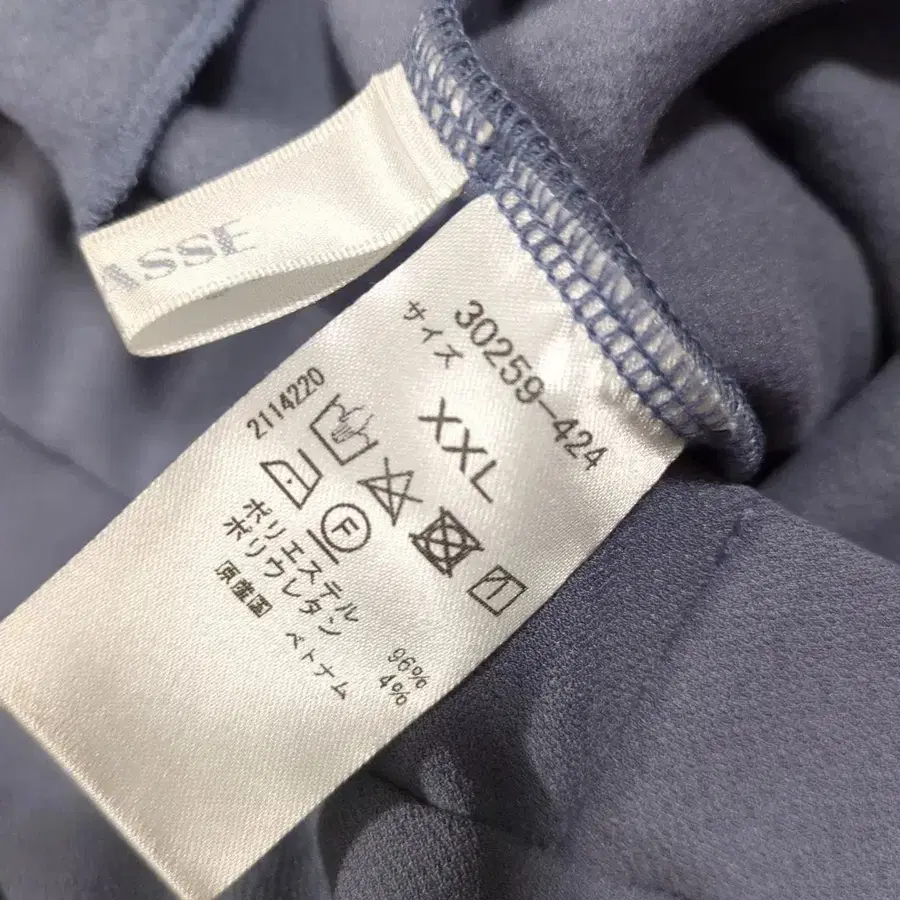 ASSE
30259-424
サイズ
XXL
2114220
F
ポリエステル 96%
ポリウレタン 4%
原産国 ベトナム